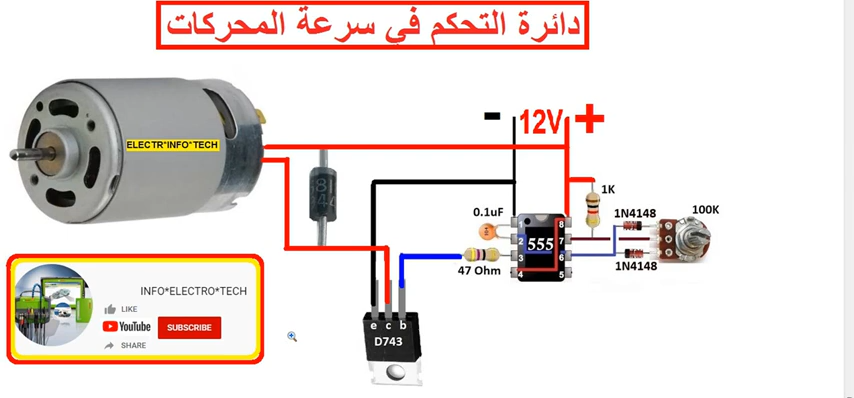 دائرة التحكم في سرعة المحركات
ELECTR*INFO*TECH
- 12V +
1K
0.1uF
1N4148
100K
1
2
3
4
555
8
7
6
5
1N4148
47 Ohm
e c b
D743
INFO*ELECTRO*TECH
LIKE
YouTube
SUBSCRIBE
SHARE